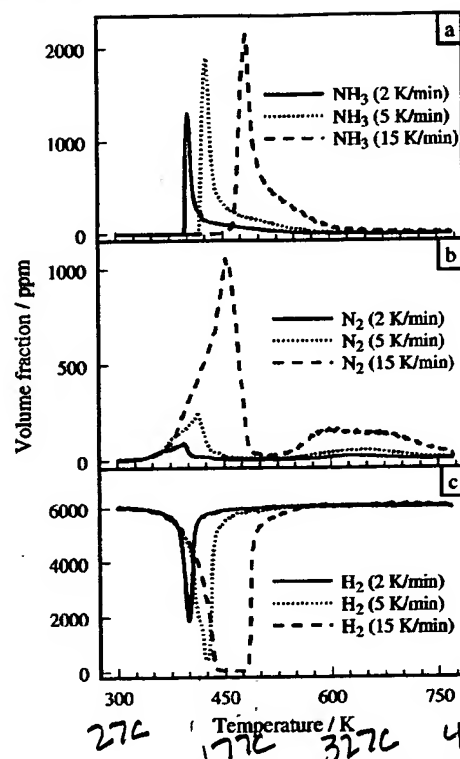 a
2000
1000
0
NH3 (2 K/min)
NH3 (5 K/min)
NH3 (15 K/min)
b
1000
500
0
N2 (2 K/min)
N2 (5 K/min)
N2 (15 K/min)
Volume fraction / ppm
c
6000
4000
2000
0
H2 (2 K/min)
H2 (5 K/min)
H2 (15 K/min)
300 450 600 750
Temperature / K
27C 177C 327C 4